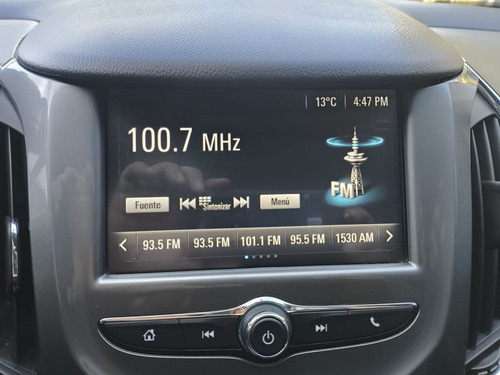 13°C 4:47 PM
100.7 MHz
FM
Fuente Sintonizar Menú
93.5 FM 93.5 FM 101.1 FM 95.5 FM 1530 AM